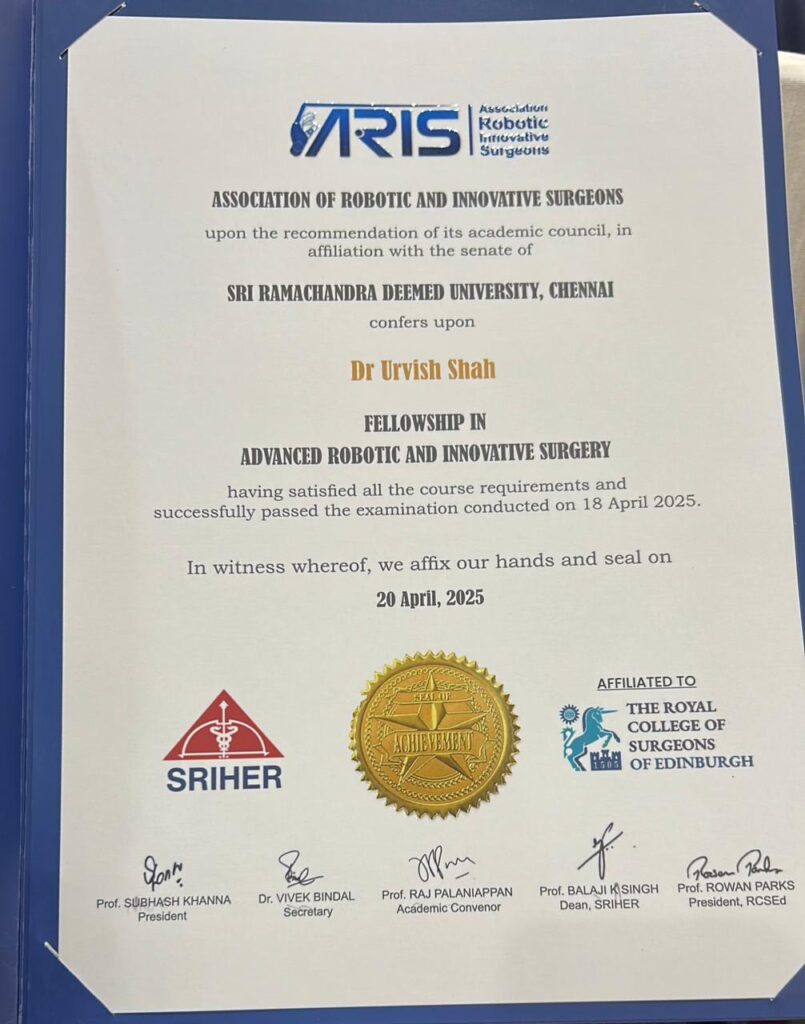 ARIS
Association
Robotic
Innovative
Surgeons
ASSOCIATION OF ROBOTIC AND INNOVATIVE SURGEONS
upon the recommendation of its academic council, in
affiliation with the senate of
SRI RAMACHANDRA DEEMED UNIVERSITY, CHENNAI
confers upon
Dr Urvish Shah
FELLOWSHIP IN
ADVANCED ROBOTIC AND INNOVATIVE SURGERY
having satisfied all the course requirements and
successfully passed the examination conducted on 18 April 2025.
In witness whereof, we affix our hands and seal on
20 April, 2025
SRIHER
SEAL OF
ACHIEVEMENT
AFFILIATED TO
THE ROYAL
COLLEGE OF
SURGEONS
OF EDINBURGH
1505
Prof. SUBHASH KHANNA
President
Dr. VIVEK BINDAL
Secretary
Prof. RAJ PALANIAPPAN
Academic Convenor
Prof. BALAJI K SINGH
Dean, SRIHER
Rowan Parks
Prof. ROWAN PARKS
President, RCSEd